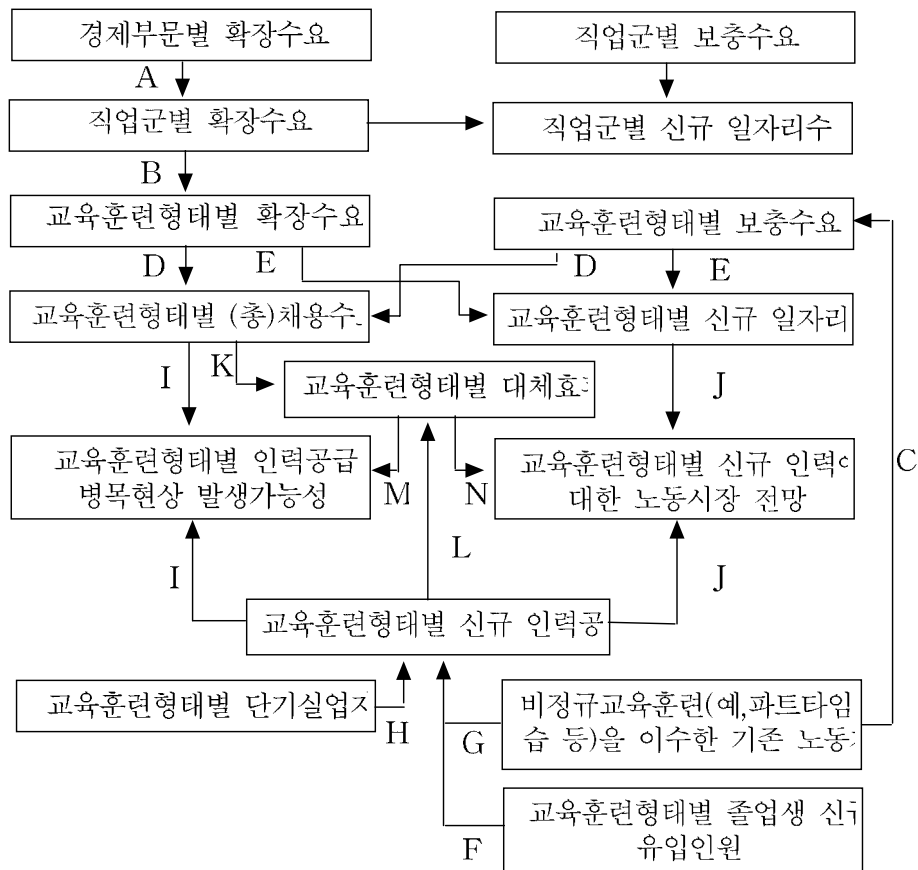 경제부문별 확장수요
직업군별 보충수요
A
직업군별 확장수요
직업군별 신규 일자리수
B
교육훈련형태별 확장수요
교육훈련형태별 보충수요
D
E
D
E
교육훈련형태별 (총)채용수
교육훈련형태별 신규 일자리
I
K
교육훈련형태별 대체효
J
C
교육훈련형태별 인력공급
병목현상 발생가능성
M
N
교육훈련형태별 신규 인력
대한 노동시장 전망
L
I
J
교육훈련형태별 신규 인력공
교육훈련형태별 단기실업
H
G
비정규교육훈련(예,파트타임
습 등)을 이수한 기존 노동
F
교육훈련형태별 졸업생 신
유입인원